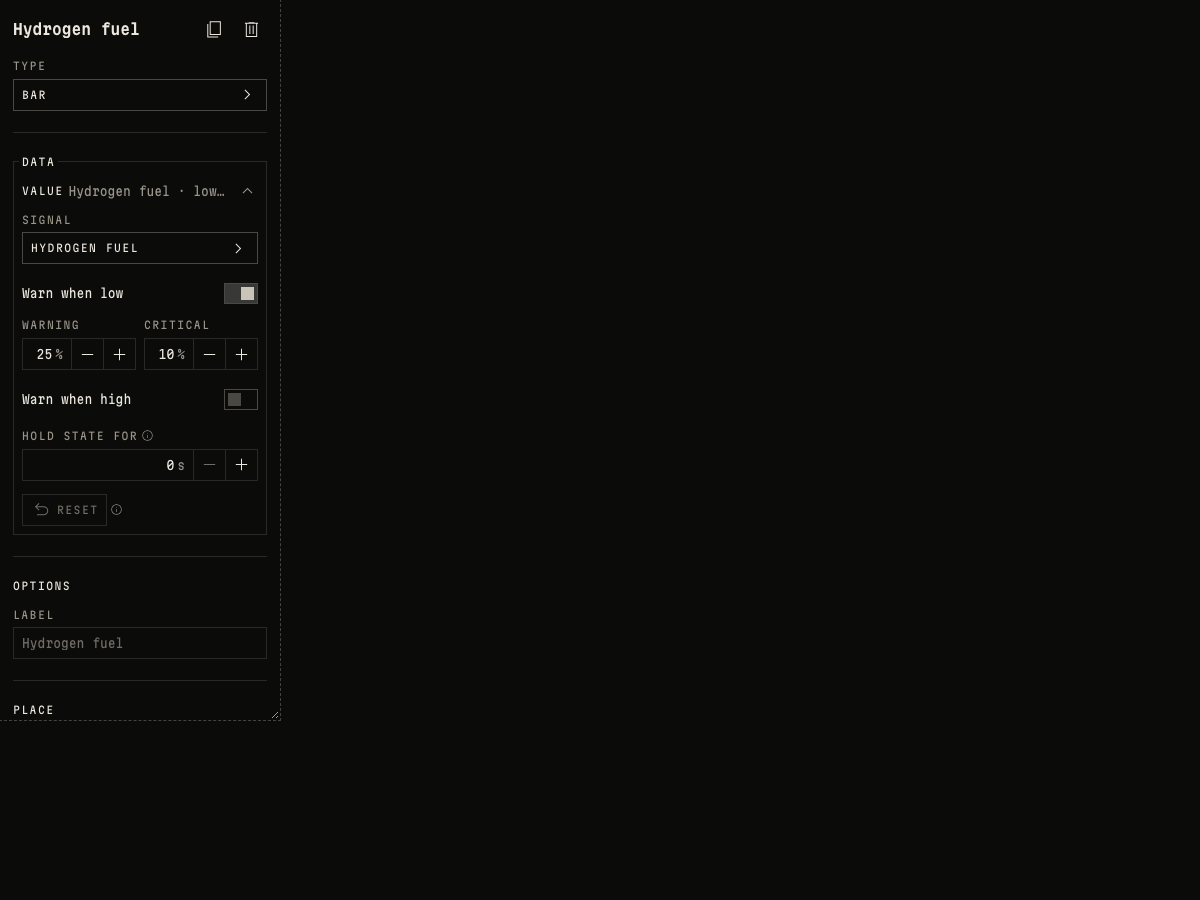 Hydrogen fuel
TYPE
BAR
DATA
VALUE Hydrogen fuel · low…
SIGNAL
HYDROGEN FUEL
Warn when low
WARNING CRITICAL
25% 10%
Warn when high
HOLD STATE FOR
0s
RESET
OPTIONS
LABEL
Hydrogen fuel
PLACE